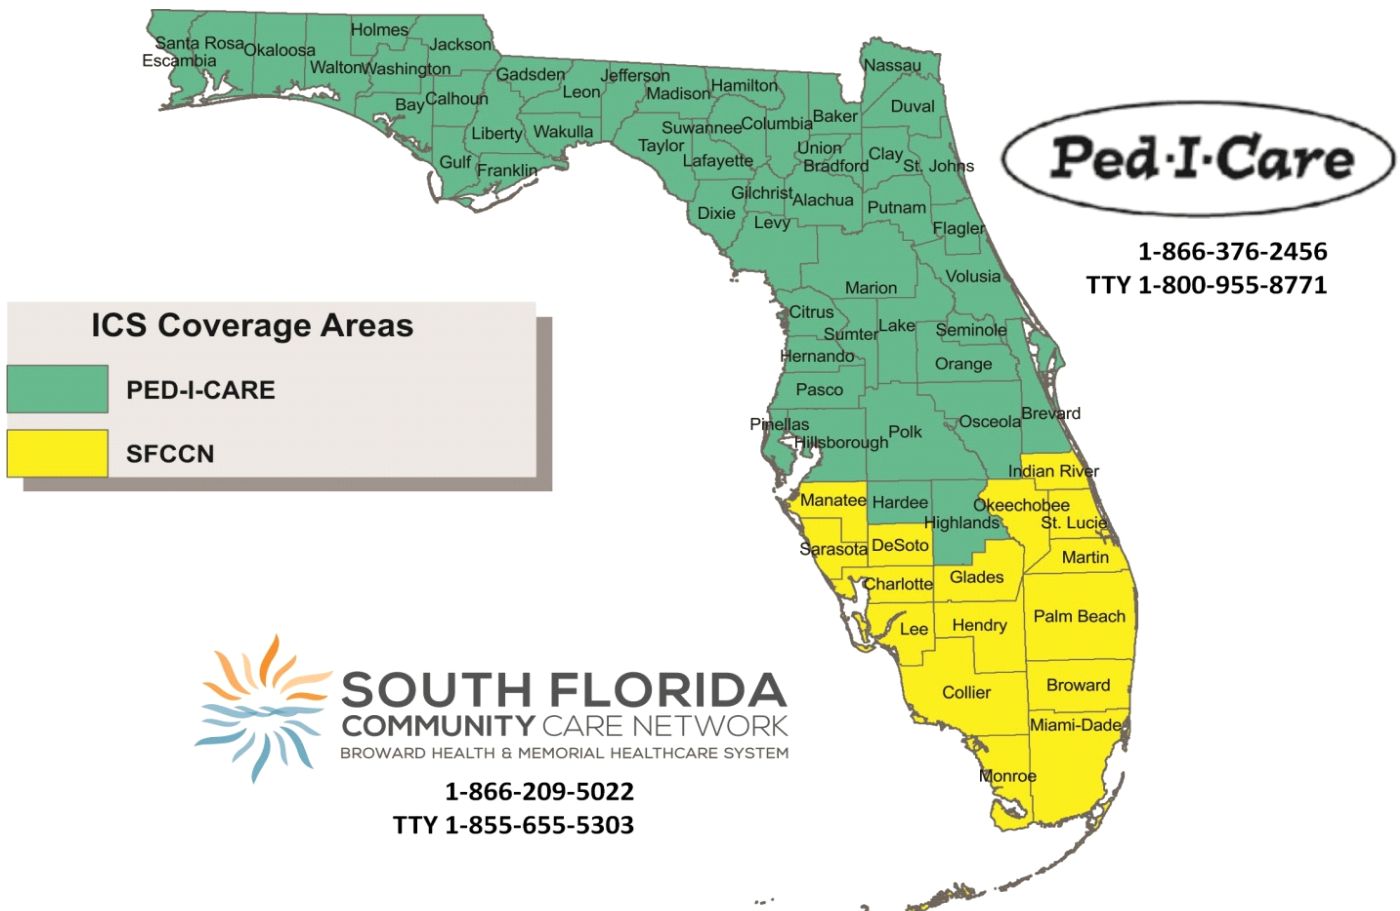 Holmes
Jackson
Santa Rosa
Okaloosa
Escambia
Walton
Washington
Bay
Calhoun
Gadsden
Leon
Jefferson
Madison
Hamilton
Liberty
Wakulla
Gulf
Franklin
Taylor
Suwannee
Lafayette
Columbia
Baker
Nassau
Duval
Union
Bradford
Clay
St. Johns
Gilchrist
Dixie
Alachua
Putnam
Levy
Flagler
Marion
Volusia
Citrus
Sumter
Lake
Seminole
Hernando
Orange
Pasco
Pinellas
Hillsborough
Polk
Osceola
Brevard
Indian River
Manatee
Hardee
Okeechobee
Highlands
St. Lucie
Sarasota
DeSoto
Martin
Charlotte
Glades
Lee
Hendry
Palm Beach
Collier
Broward
Miami-Dade
Monroe
Ped·I·Care
1-866-376-2456
TTY 1-800-955-8771
ICS Coverage Areas
PED-I-CARE
SFCCN
SOUTH FLORIDA
COMMUNITY CARE NETWORK
BROWARD HEALTH & MEMORIAL HEALTHCARE SYSTEM
1-866-209-5022
TTY 1-855-655-5303